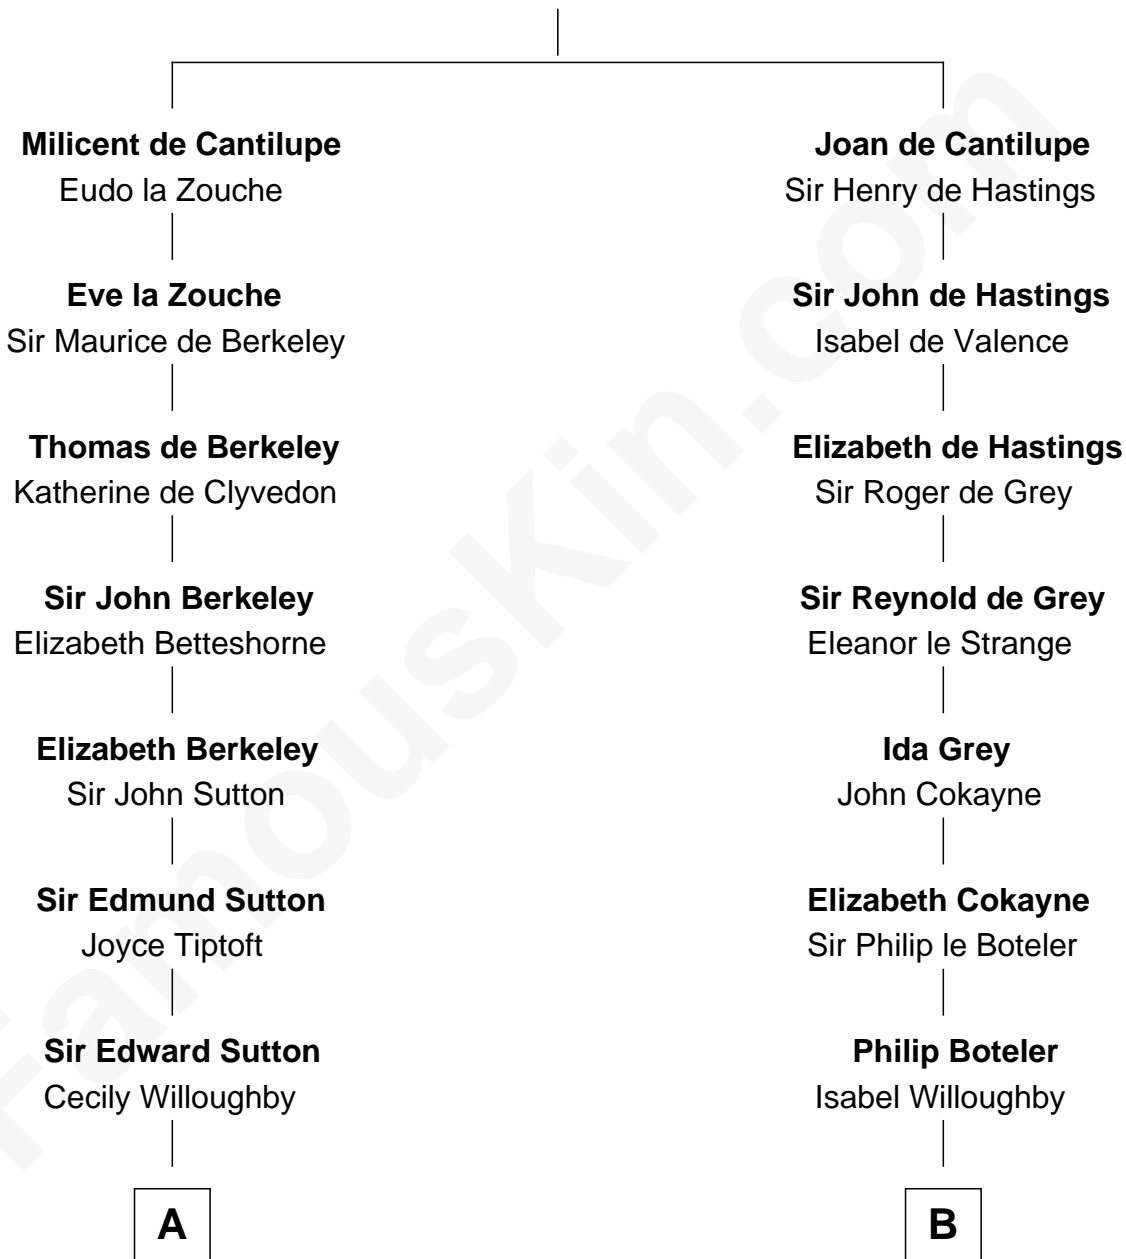 Milicent de Cantilupe
Eudo la Zouche
Eve la Zouche
Sir Maurice de Berkeley
Thomas de Berkeley
Katherine de Clyvedon
Sir John Berkeley
Elizabeth Betteshorne
Elizabeth Berkeley
Sir John Sutton
Sir Edmund Sutton
Joyce Tiptoft
Sir Edward Sutton
Cecily Willoughby
A
Joan de Cantilupe
Sir Henry de Hastings
Sir John de Hastings
Isabel de Valence
Elizabeth de Hastings
Sir Roger de Grey
Sir Reynold de Grey
Eleanor le Strange
Ida Grey
John Cokayne
Elizabeth Cokayne
Sir Philip le Boteler
Philip Boteler
Isabel Willoughby
B
FamousKin.com